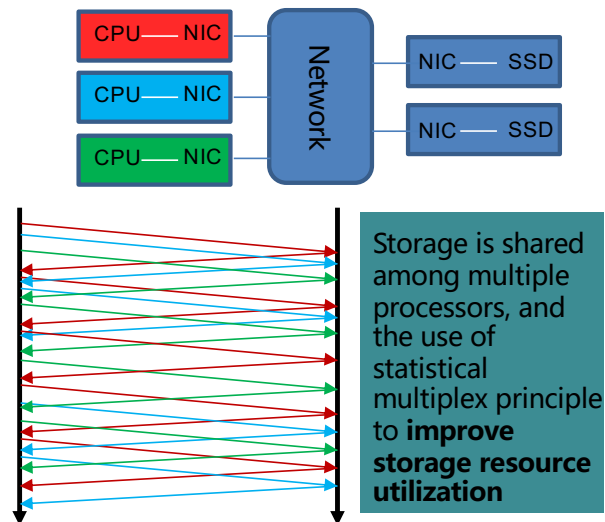 CPU NIC
CPU NIC
CPU NIC
Network
NIC SSD
NIC SSD
Storage is shared
among multiple
processors, and
the use of
statistical
multiplex principle
to improve
storage resource
utilization